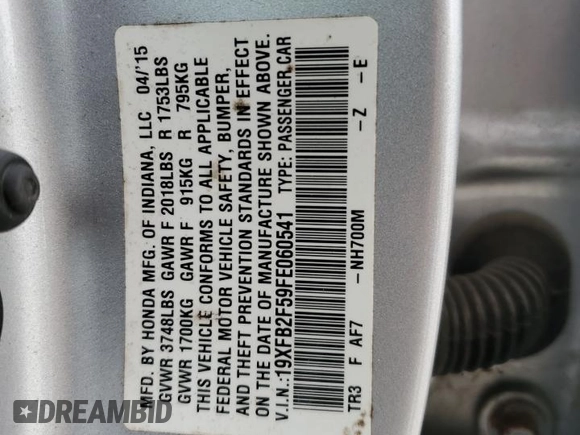 MFD. BY HONDA MFG. OF INDIANA, LLC 04/'15
GVWR 3748LBS GAWR F 2018LBS R 1753LBS
GVWR 1700KG GAWR F 915KG R 795KG
THIS VEHICLE CONFORMS TO ALL APPLICABLE
FEDERAL MOTOR VEHICLE SAFETY, BUMPER,
AND THEFT PREVENTION STANDARDS IN EFFECT
ON THE DATE OF MANUFACTURE SHOWN ABOVE.
V.I.N.:19XFB2F59FE060541 TYPE: PASSENGER CAR
TR3 F AF7 -NH700M -Z -E
DREAMBID